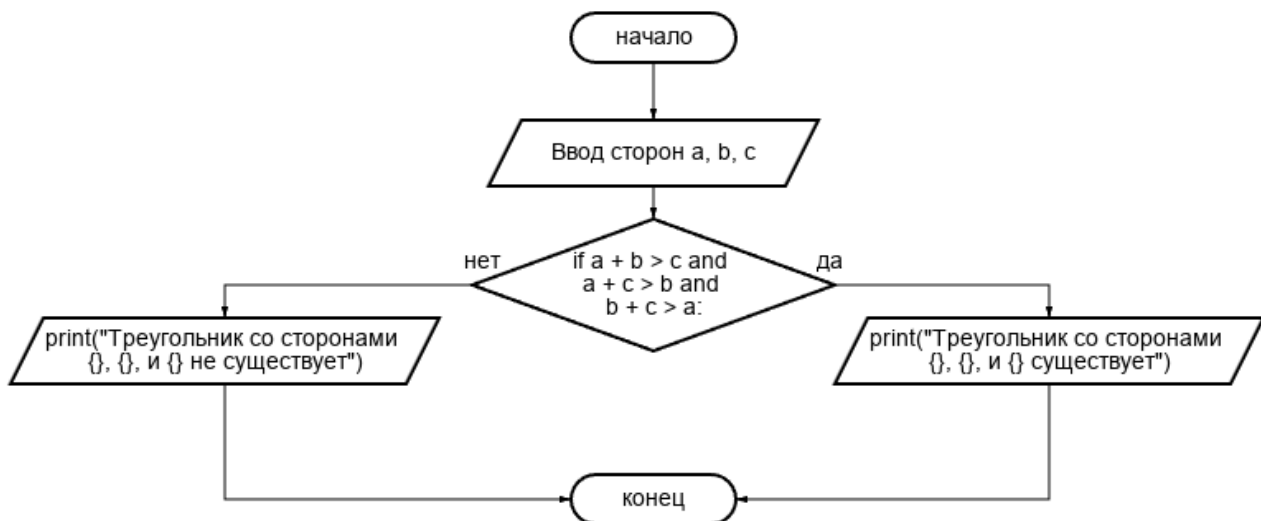 начало
Ввод сторон a, b, c
нет
if a + b > c and
a + c > b and
b + c > a:
да
print("Треугольник со сторонами
{}, {}, и {} не существует")
print("Треугольник со сторонами
{}, {}, и {} существует")
конец